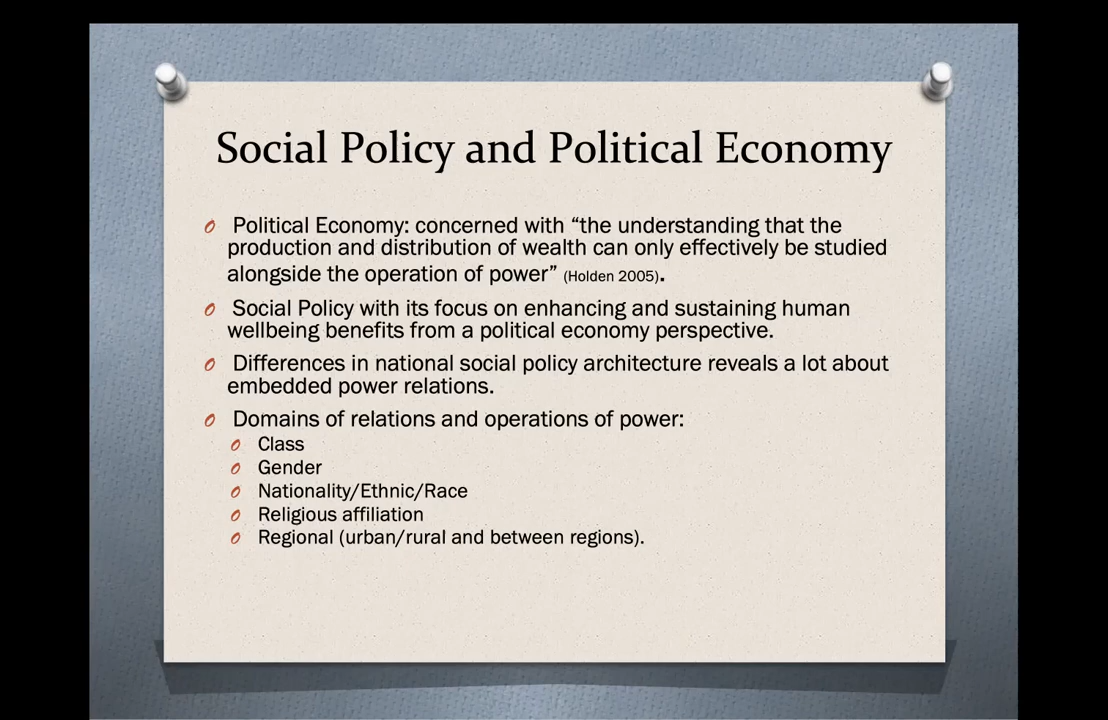 Social Policy and Political Economy
Political Economy: concerned with “the understanding that the
production and distribution of wealth can only effectively be studied
alongside the operation of power” (Holden 2005).
Social Policy with its focus on enhancing and sustaining human
wellbeing benefits from a political economy perspective.
Differences in national social policy architecture reveals a lot about
embedded power relations.
Domains of relations and operations of power:
Class
Gender
Nationality/Ethnic/Race
Religious affiliation
Regional (urban/rural and between regions).